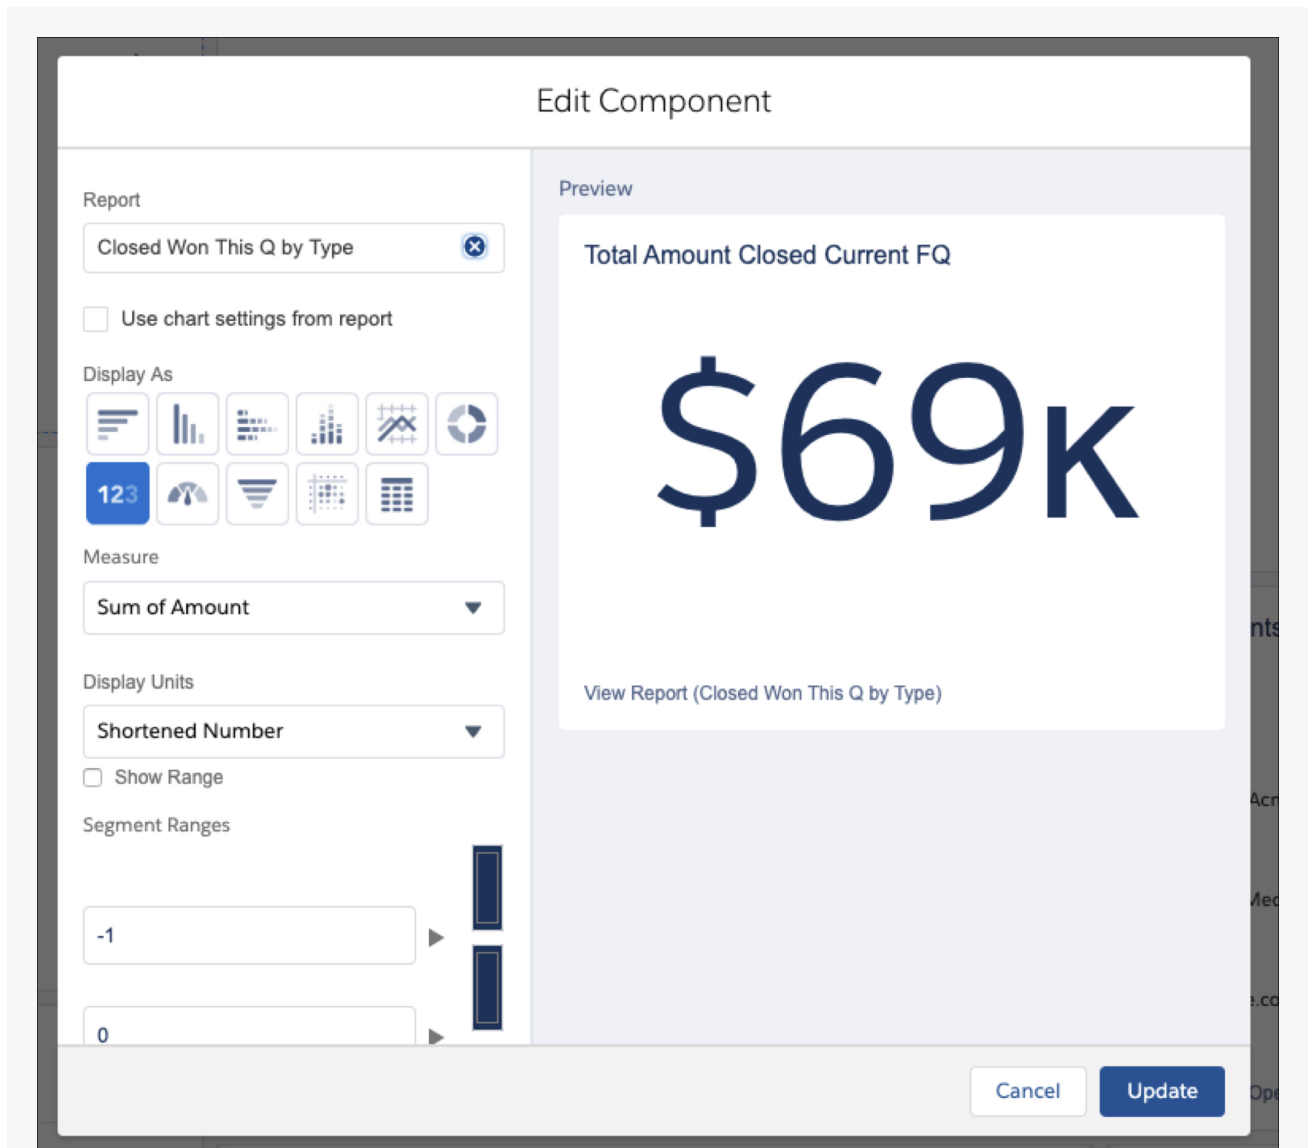 Edit Component
Report
Closed Won This Q by Type
Use chart settings from report
Display As
123
Measure
Sum of Amount
Display Units
Shortened Number
Show Range
Segment Ranges
-1
0
Preview
Total Amount Closed Current FQ
$69K
View Report (Closed Won This Q by Type)
Cancel
Update